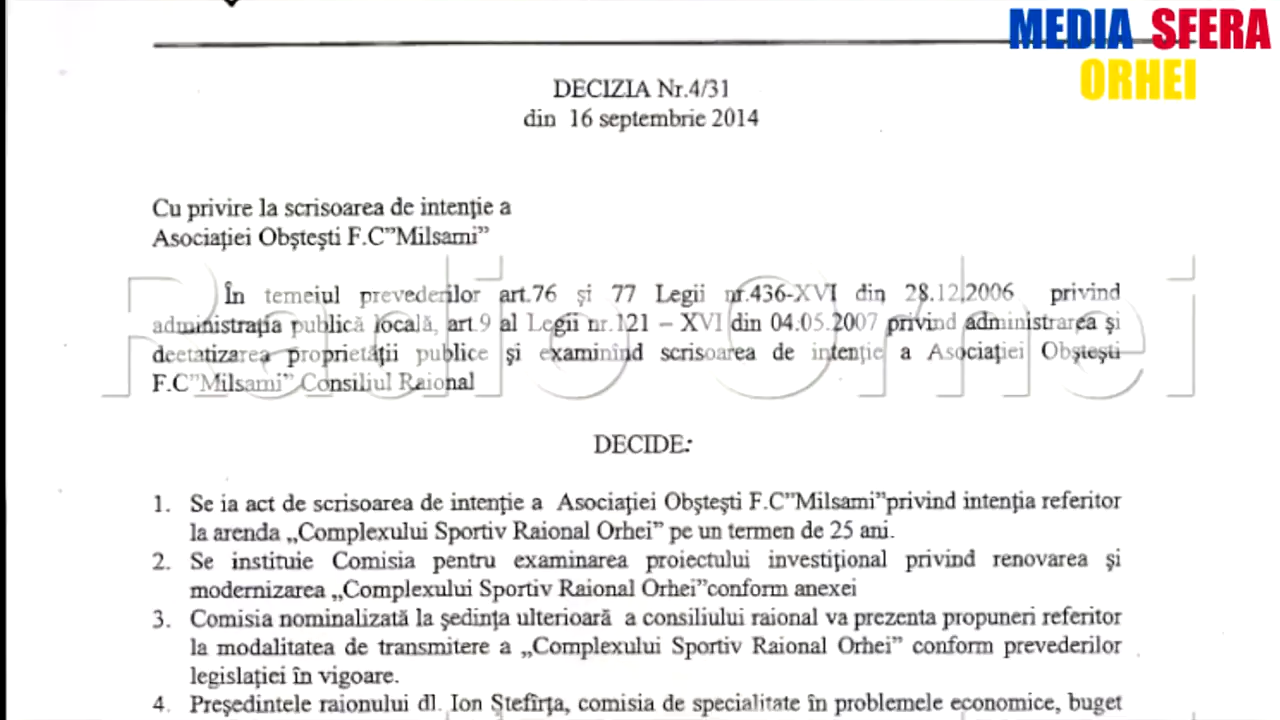 MEDIA SFERA
ORHEI
DECIZIA Nr.4/31
din 16 septembrie 2014
Cu privire la scrisoarea de intenţie a
Asociaţiei Obşteşti F.C”Milsami”
În temeiul prevederilor art.76 şi 77 Legii nr.436-XVI din 28.12.2006 privind
administraţia publică locală, art.9 al Legii nr.121 – XVI din 04.05.2007 privind administrarea şi
deetatizarea proprietăţii publice şi examinînd scrisoarea de intenţie a Asociaţiei Obşteşti
F.C”Milsami” Consiliul Raional
Radio Orhei
DECIDE:
1. Se ia act de scrisoarea de intenţie a Asociaţiei Obşteşti F.C”Milsami”privind intenţia referitor
la arenda „Complexului Sportiv Raional Orhei” pe un termen de 25 ani.
2. Se instituie Comisia pentru examinarea proiectului investiţional privind renovarea şi
modernizarea „Complexului Sportiv Raional Orhei”conform anexei
3. Comisia nominalizată la şedinţa ulterioară a consiliului raional va prezenta propuneri referitor
la modalitatea de transmitere a „Complexului Sportiv Raional Orhei” conform prevederilor
legislaţiei în vigoare.
4. Preşedintele raionului dl. Ion Ştefîrţa, comisia de specialitate în problemele economice, buget